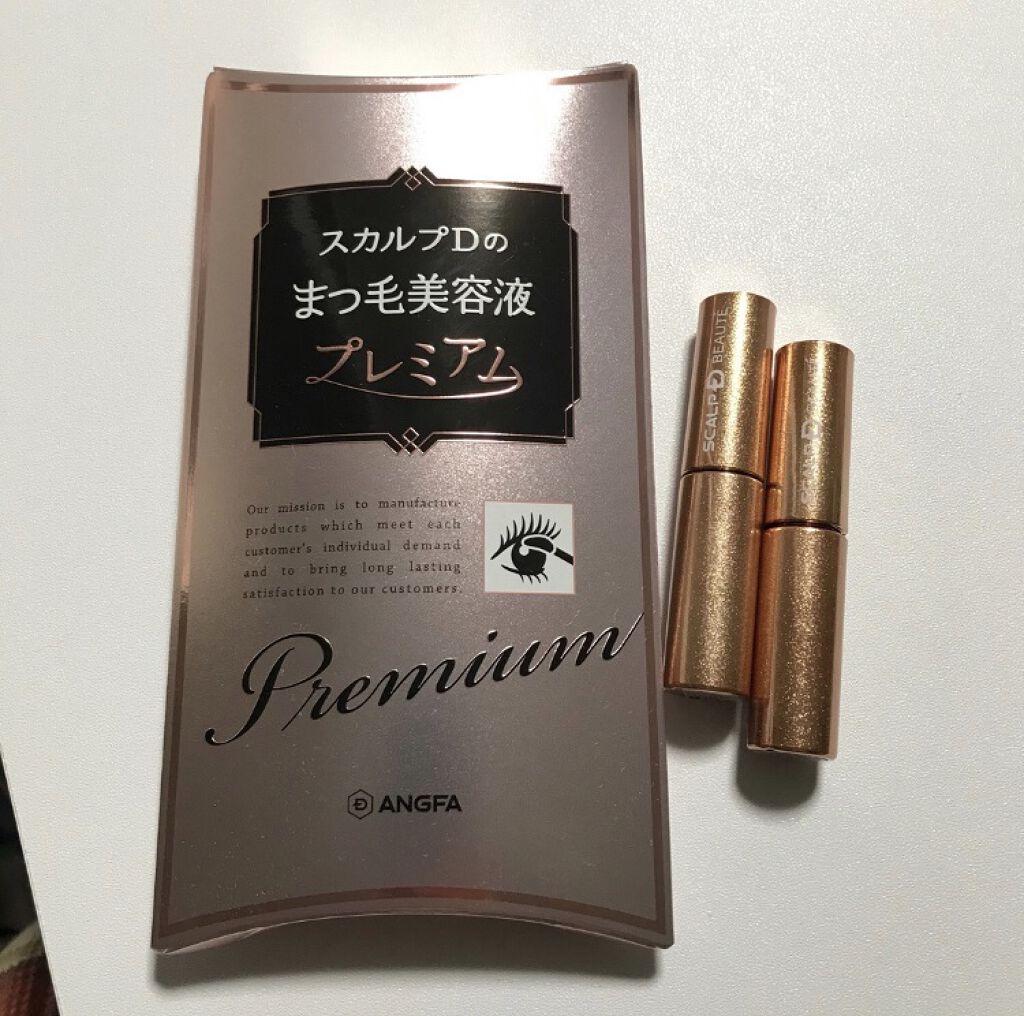 スカルプDの
まつ毛美容液
プレミアム
Our mission is to manufacture
products which meet each
customer's individual demand
and to bring long lasting
satisfaction to our customers.
Premium
ANGFA
SCALP D BEAUTÉ
SCALP D BEAUTÉ